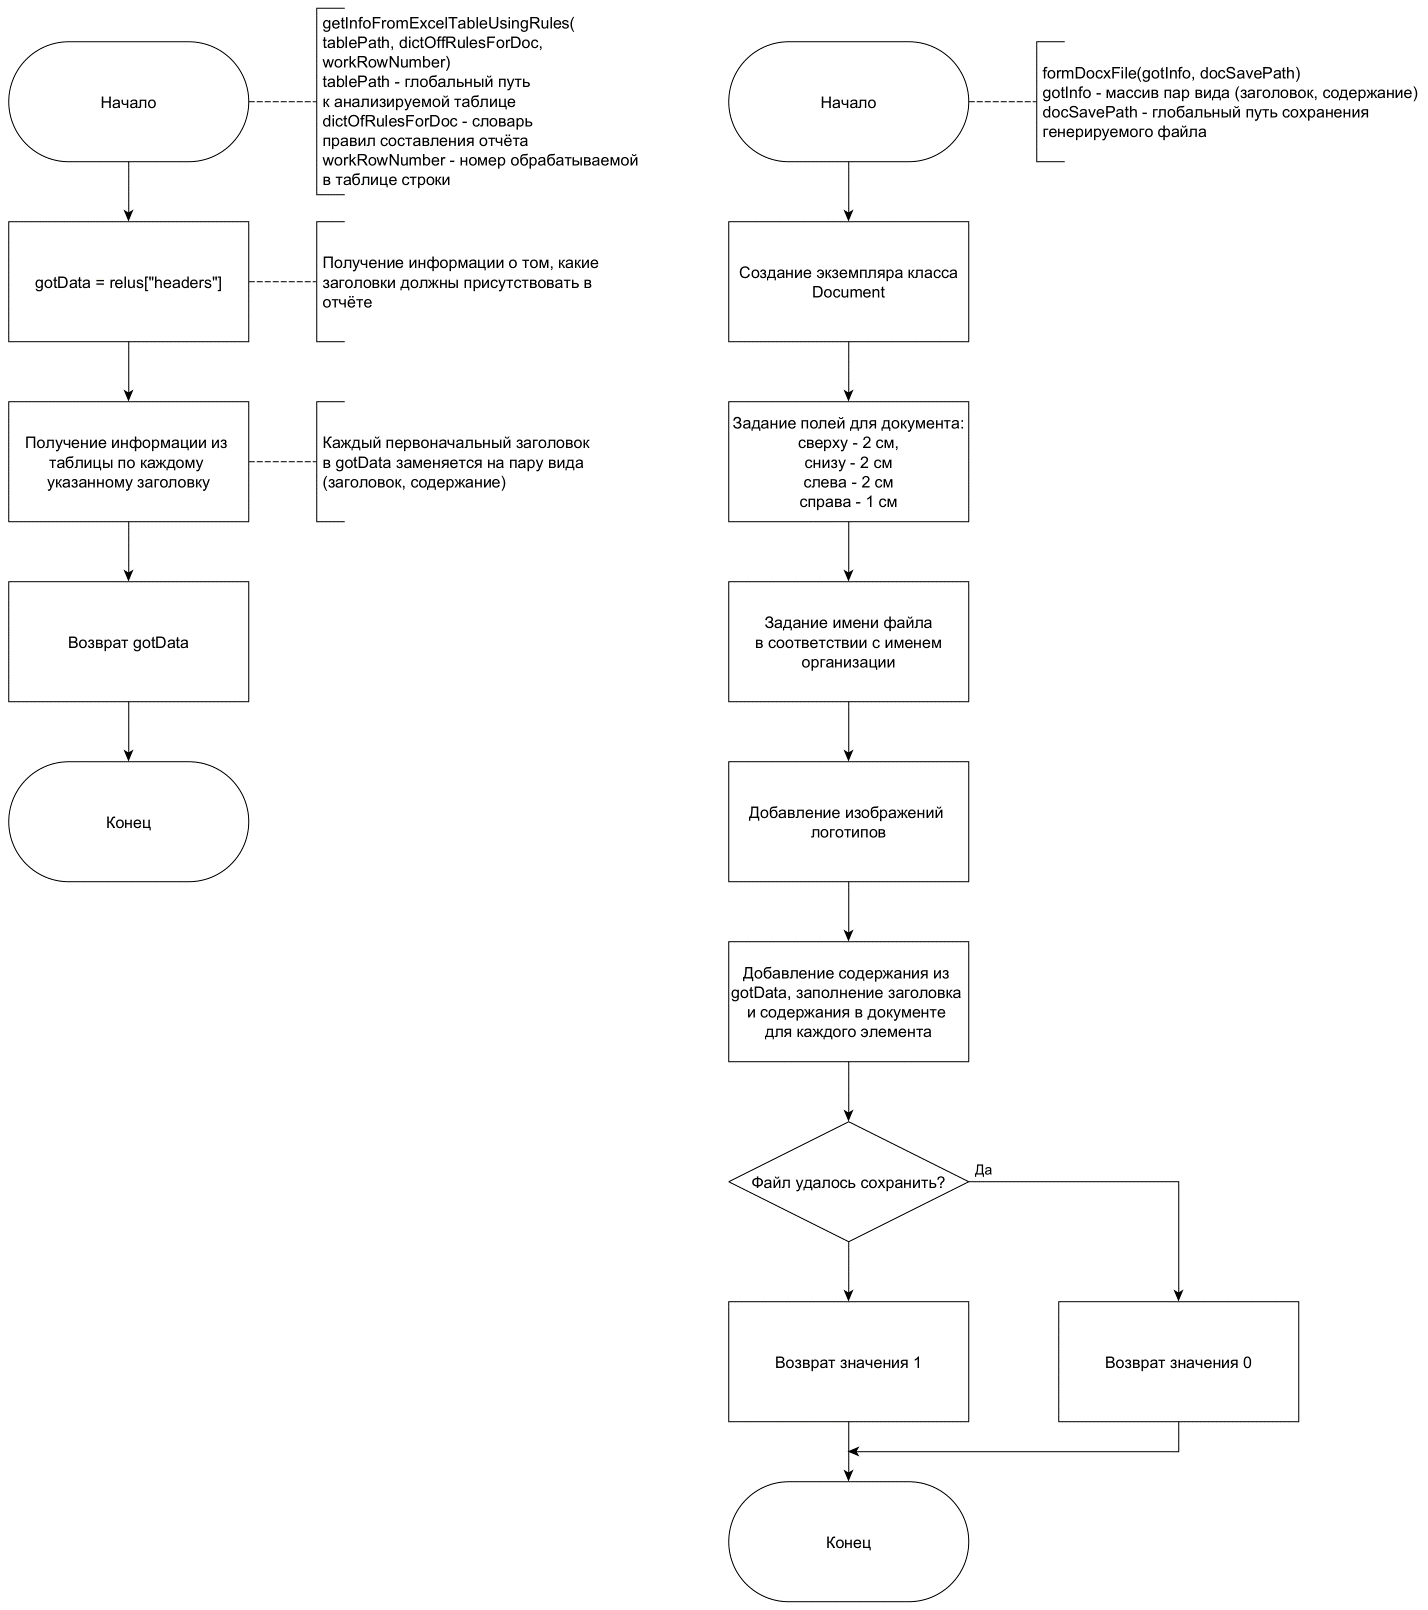 Начало
getInfoFromExcelTableUsingRules(
tablePath, dictOffRulesForDoc,
workRowNumber)
tablePath - глобальный путь
к анализируемой таблице
dictOfRulesForDoc - словарь
правил составления отчёта
workRowNumber - номер обрабатываемой
в таблице строки
gotData = relus["headers"]
Получение информации о том, какие
заголовки должны присутствовать в
отчёте
Получение информации из
таблицы по каждому
указанному заголовку
Каждый первоначальный заголовок
в gotData заменяется на пару вида
(заголовок, содержание)
Возврат gotData
Конец
Начало
formDocxFile(gotInfo, docSavePath)
gotInfo - массив пар вида (заголовок, содержание)
docSavePath - глобальный путь сохранения
генерируемого файла
Создание экземпляра класса
Document
Задание полей для документа:
сверху - 2 см,
снизу - 2 см
слева - 2 см
справа - 1 см
Задание имени файла
в соответствии с именем
организации
Добавление изображений
логотипов
Добавление содержания из
gotData, заполнение заголовка
и содержания в документе
для каждого элемента
Файл удалось сохранить?
Да
Возврат значения 1
Возврат значения 0
Конец